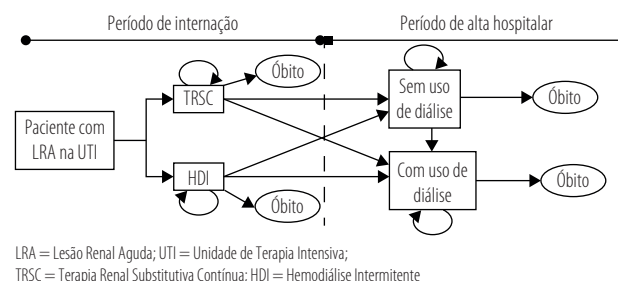 Período de internação
Período de alta hospitalar
Óbito
TRSC
Sem uso
de diálise
Óbito
Paciente com
LRA na UTI
HDI
Com uso de
diálise
Óbito
Óbito
LRA = Lesão Renal Aguda; UTI = Unidade de Terapia Intensiva;
TRSC = Terapia Renal Substitutiva Contínua; HDI = Hemodiálise Intermitente